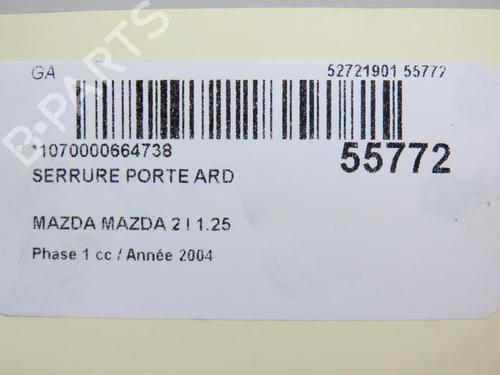 GA 52721901 55772
*1070000664738 55772
SERRURE PORTE ARD
MAZDA MAZDA 2 I 1.25
Phase 1 cc / Année 2004
B-PARTS